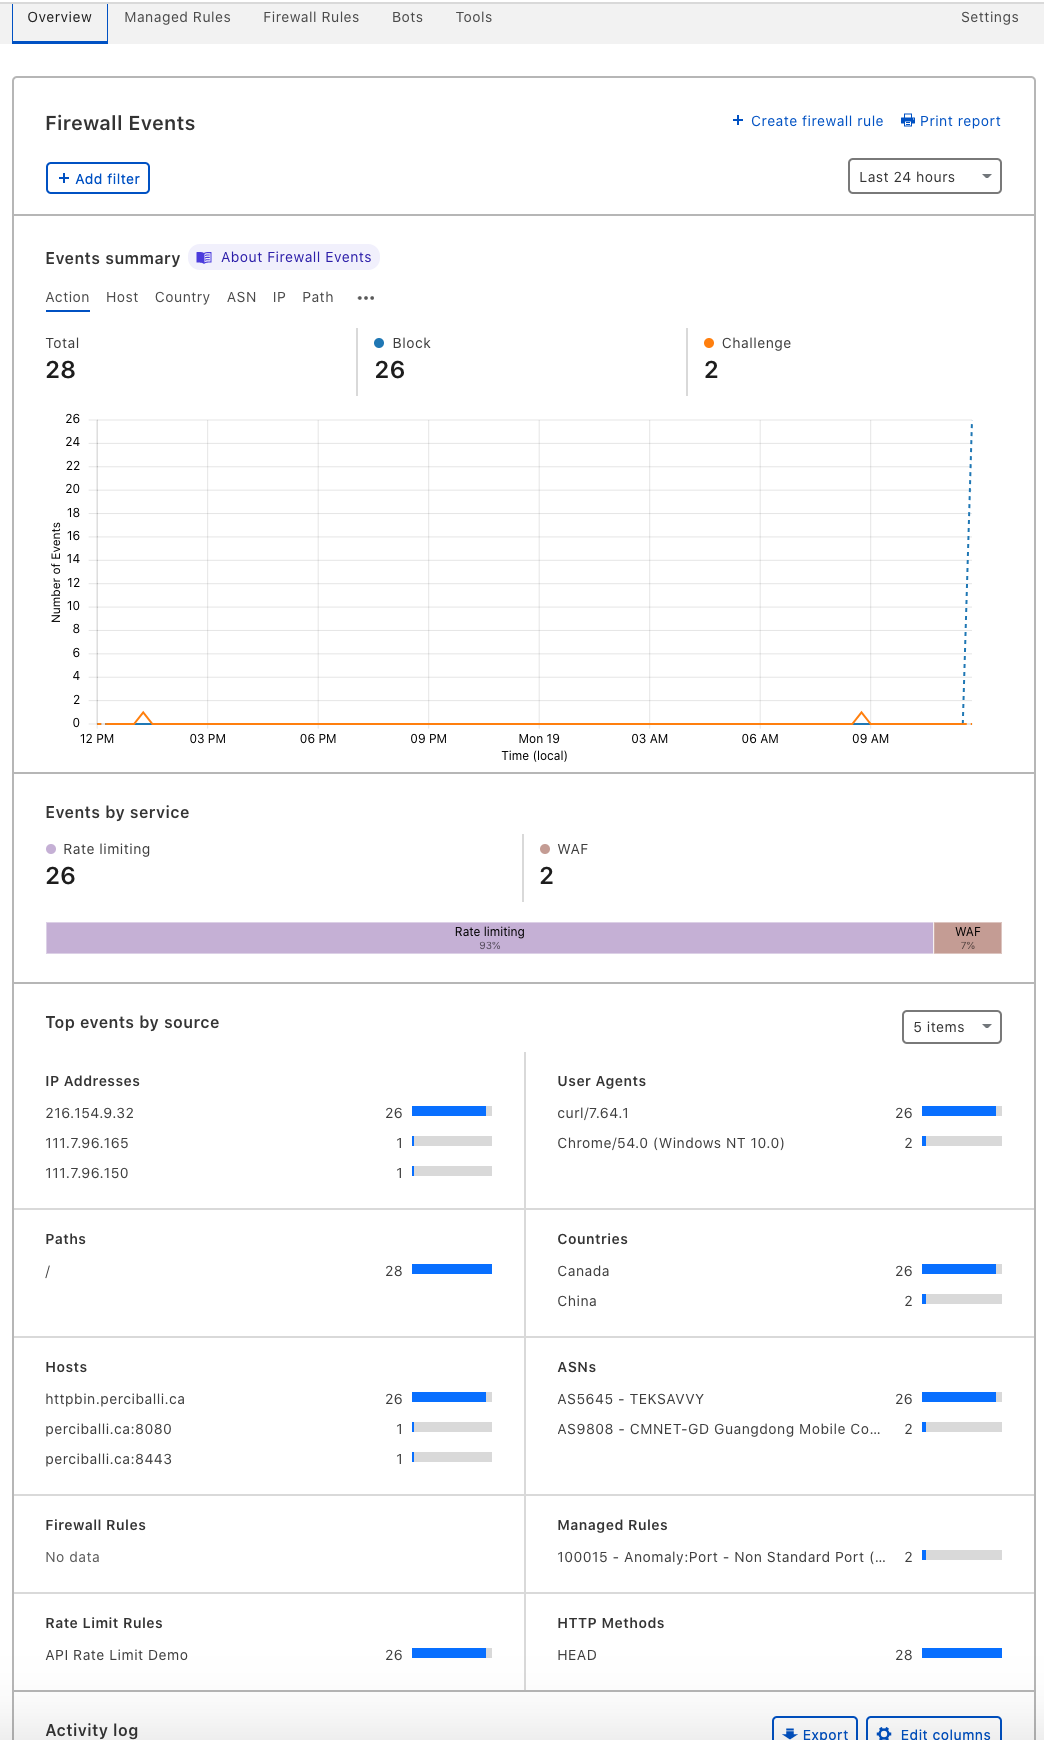 Overview Managed Rules Firewall Rules Bots Tools Settings
Firewall Events
+ Create firewall rule Print report
+ Add filter
Last 24 hours
Events summary About Firewall Events
Action Host Country ASN IP Path •••
Total Block Challenge
28 26 2
26
24
22
20
18
16
14
12
10
8
6
4
2
0
Number of Events
12 PM 03 PM 06 PM 09 PM Mon 19 03 AM 06 AM 09 AM
Time (local)
Events by service
Rate limiting WAF
26 2
Rate limiting WAF
93% 7%
Top events by source
5 items
IP Addresses
216.154.9.32 26
111.7.96.165 1
111.7.96.150 1
User Agents
curl/7.64.1 26
Chrome/54.0 (Windows NT 10.0) 2
Paths
/ 28
Countries
Canada 26
China 2
Hosts
httpbin.perciballi.ca 26
perciballi.ca:8080 1
perciballi.ca:8443 1
ASNs
AS5645 - TEKSAVVY 26
AS9808 - CMNET-GD Guangdong Mobile Co... 2
Firewall Rules
No data
Managed Rules
100015 - Anomaly:Port - Non Standard Port (... 2
Rate Limit Rules
API Rate Limit Demo 26
HTTP Methods
HEAD 28
Activity log
Export Edit columns